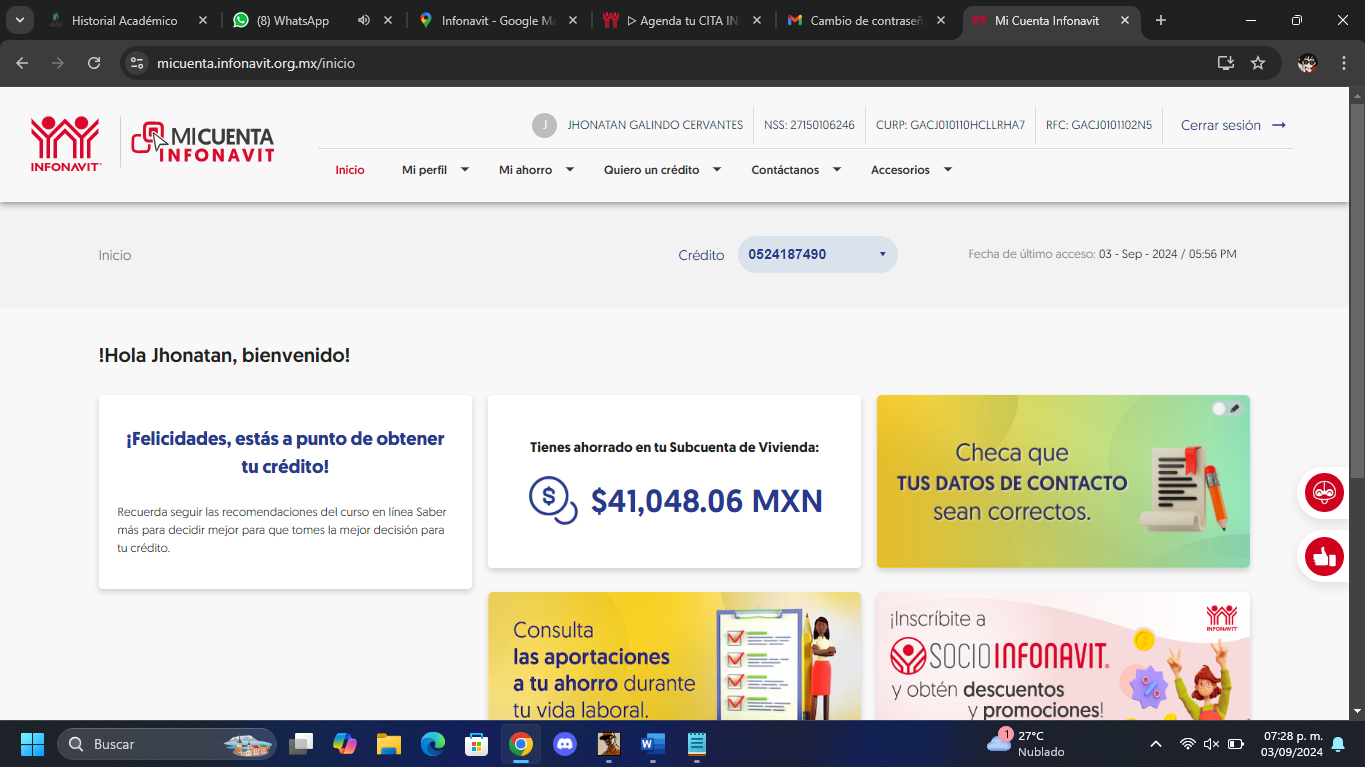 Historial Académico
(8) WhatsApp
Infonavit - Google Ma
▷ Agenda tu CITA IN
Cambio de contraseñ
Mi Cuenta Infonavit
micuenta.infonavit.org.mx/inicio
INFONAVIT
MI CUENTA
INFONAVIT
J
JHONATAN GALINDO CERVANTES
NSS: 27150106246
CURP: GACJ010110HCLLRHA7
RFC: GACJ0101102N5
Cerrar sesión →
Inicio
Mi perfil
Mi ahorro
Quiero un crédito
Contáctanos
Accesorios
Inicio
Crédito
0524187490
Fecha de último acceso: 03 - Sep - 2024 / 05:56 PM
!Hola Jhonatan, bienvenido!
¡Felicidades, estás a punto de obtener
tu crédito!
Recuerda seguir las recomendaciones del curso en línea Saber
más para decidir mejor para que tomes la mejor decisión para
tu crédito.
Tienes ahorrado en tu Subcuenta de Vivienda:
$
$41,048.06 MXN
Checa que
TUS DATOS DE CONTACTO
sean correctos.
Consulta
las aportaciones
a tu ahorro durante
tu vida laboral.
¡Inscríbite a
INFONAVIT
SOCIOINFONAVIT.
y obtén descuentos
y promociones!
Buscar
1
27°C
Nublado
07:28 p. m.
03/09/2024